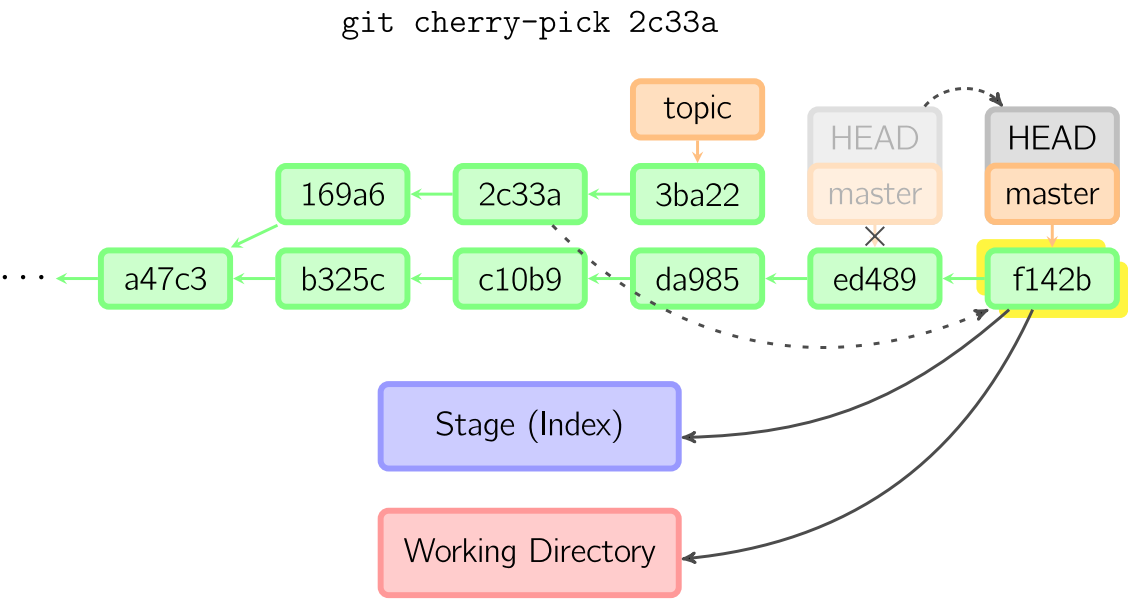 git cherry-pick 2c33a
topic
HEAD
HEAD
169a6
2c33a
3ba22
master
master
...
a47c3
b325c
c10b9
da985
ed489
f142b
Stage (Index)
Working Directory